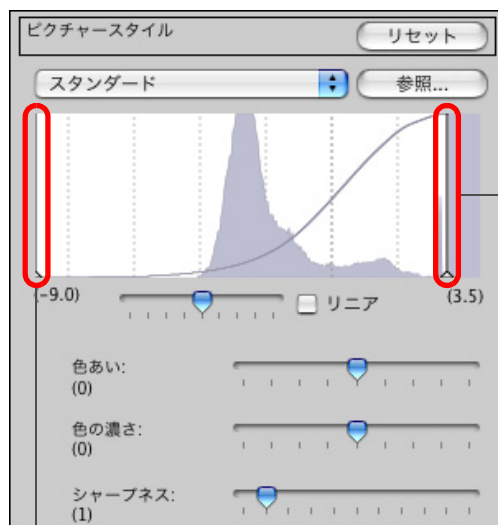 ピクチャースタイル リセット
スタンダード 参照...
(-9.0) リニア (3.5)
色あい:
(0)
色の濃さ:
(0)
シャープネス:
(1)